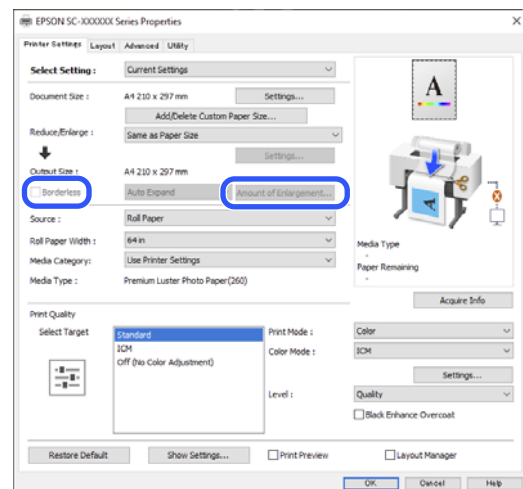 EPSON SC-XXXXXX Series Properties
Printer Settings Layout Advanced Utility
Select Setting : Current Settings
Document Size : A4 210 x 297 mm Settings...
Add/Delete Custom Paper Size...
Reduce/Enlarge : Same as Paper Size
Settings...
Output Size : A4 210 x 297 mm
Borderless Auto Expand Amount of Enlargement...
Source : Roll Paper
Roll Paper Width : 64 in
Media Category: Use Printer Settings
Media Type : Premium Luster Photo Paper(260)
A
A
Media Type
-
Paper Remaining
-
Acquire Info
Print Quality
Select Target
Standard
ICM
Off (No Color Adjustment)
Print Mode : Color
Color Mode : ICM
Settings...
Level : Quality
Black Enhance Overcoat
Restore Default Show Settings... Print Preview Layout Manager
OK Cancel Help